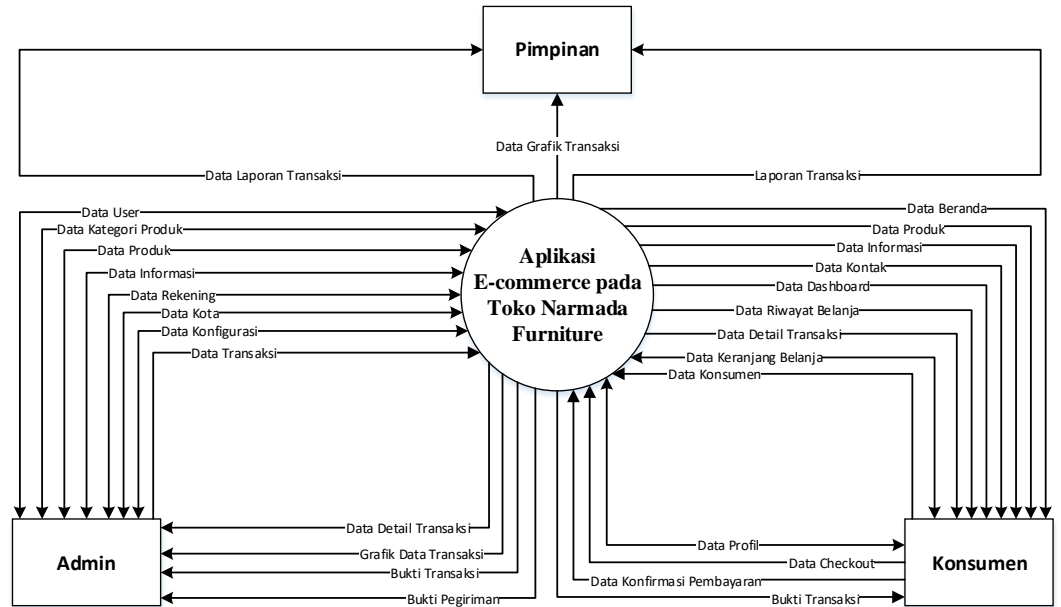 Pimpinan
Data Grafik Transaksi
Data Laporan Transaksi
Laporan Transaksi
Data User
Data Kategori Produk
Data Produk
Data Informasi
Data Rekening
Data Kota
Data Konfigurasi
Data Transaksi
Aplikasi
E-commerce pada
Toko Narmada
Furniture
Data Beranda
Data Produk
Data Informasi
Data Kontak
Data Dashboard
Data Riwayat Belanja
Data Detail Transaksi
Data Keranjang Belanja
Data Konsumen
Admin
Data Detail Transaksi
Grafik Data Transaksi
Bukti Transaksi
Bukti Pegiriman
Data Profil
Data Checkout
Data Konfirmasi Pembayaran
Bukti Transaksi
Konsumen